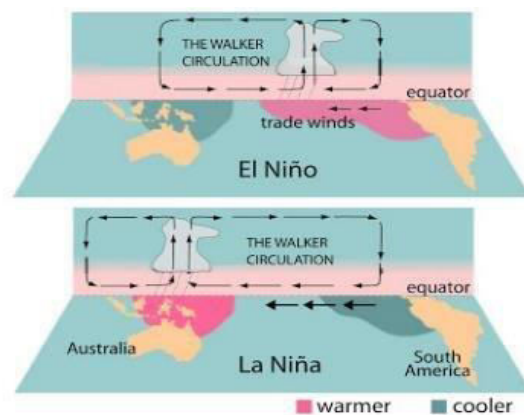 THE WALKER
CIRCULATION
equator
trade winds
El Niño
THE WALKER
CIRCULATION
equator
Australia
La Niña
South
America
warmer
cooler